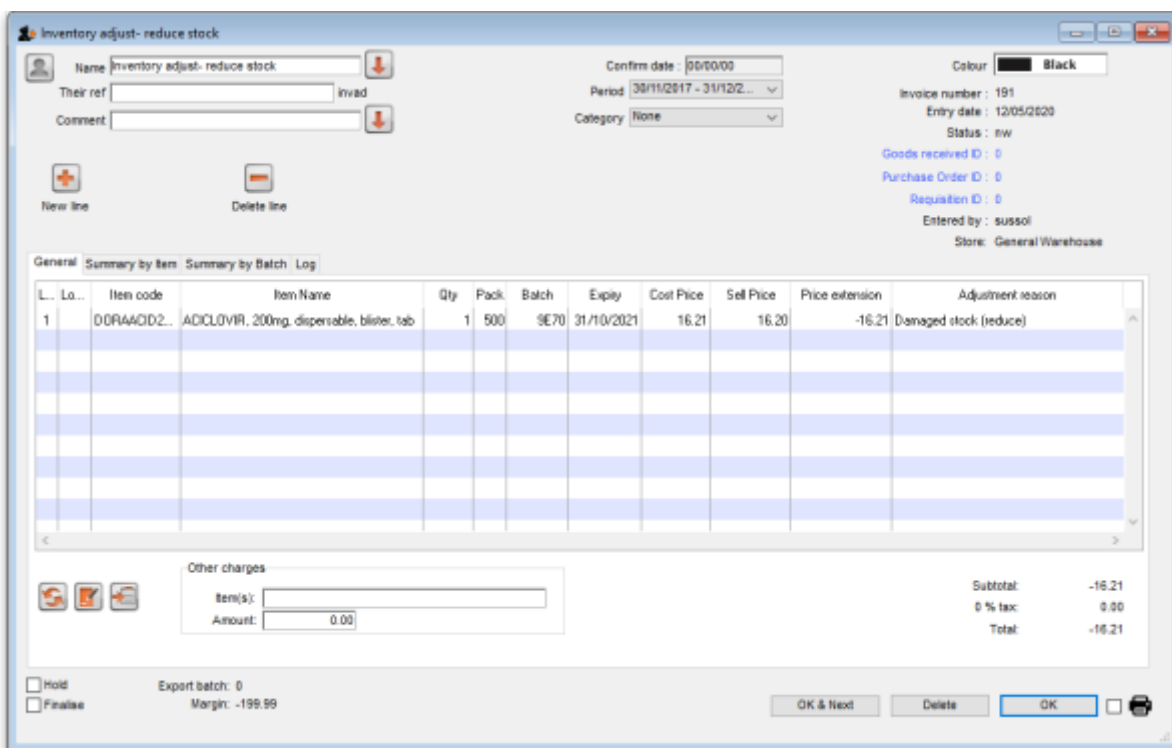 Inventory adjust- reduce stock
Name Inventory adjust- reduce stock
Their ref invad
Comment
Confirm date : 00/00/00
Period 30/11/2017 - 31/12/2...
Category None
Colour Black
Invoice number : 191
Entry date : 12/05/2020
Status : nw
Goods received ID : 0
Purchase Order ID : 0
Requisition ID : 0
Entered by : sussol
Store: General Warehouse
New line Delete line
General Summary by Item Summary by Batch Log
L... Lo... Item code Item Name Qty Pack Batch Expiry Cost Price Sell Price Price extension Adjustment reason
1 DORAACID2... ACICLOVIR, 200mg, dispersable, blister, tab 1 500 9E70 31/10/2021 16.21 16.20 -16.21 Damaged stock (reduce)
Other charges
Item(s):
Amount: 0.00
Subtotal: -16.21
0 % tax: 0.00
Total: -16.21
Hold Export batch: 0
Finalise Margin: -199.99
OK & Next Delete OK